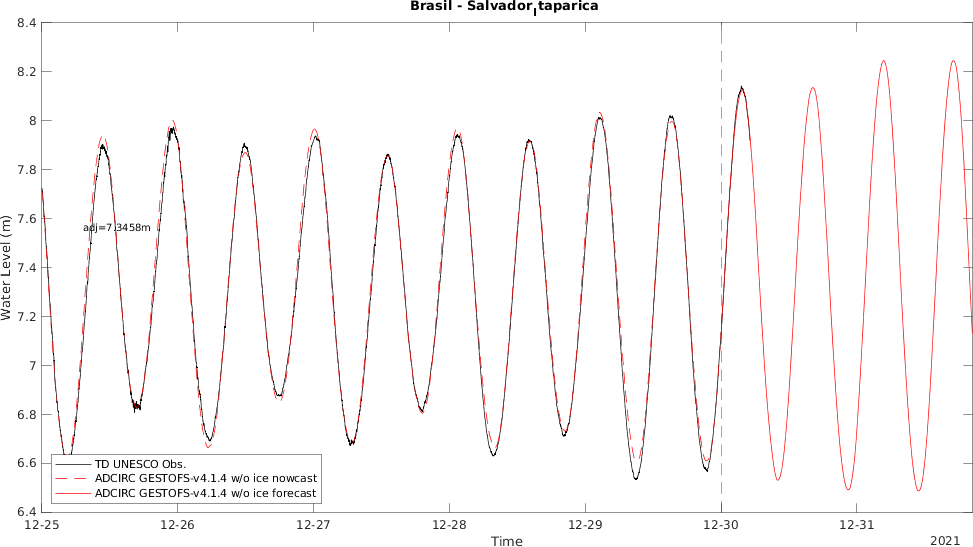 Brasil - Salvador_Itaparica
8.4
8.2
8
7.8
7.6
7.4
7.2
7
6.8
6.6
6.4
Water Level (m)
adj=7.3458m
TD UNESCO Obs.
ADCIRC GESTOFS-v4.1.4 w/o ice nowcast
ADCIRC GESTOFS-v4.1.4 w/o ice forecast
12-25 12-26 12-27 12-28 12-29 12-30 12-31
Time
2021